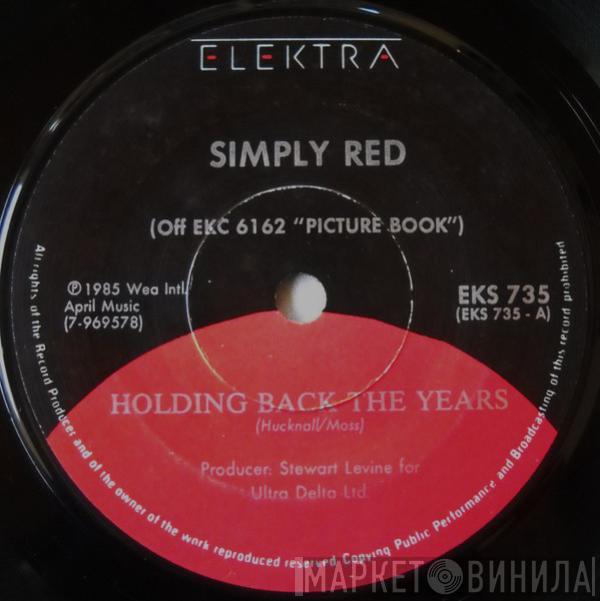 ELEKTRA
SIMPLY RED
(Off EKC 6162 "PICTURE BOOK")
℗ 1985 Wea Intl.
April Music
(7-969578)
EKS 735
(EKS 735 - A)
HOLDING BACK THE YEARS
(Hucknall/Moss)
Producer: Stewart Levine for
Ultra Delta Ltd.
All rights of the Record Producer and of the owner of the work reproduced reserved. Copying Public Performance and Broadcasting of this record prohibited
МАРКЕТ ВИНИЛА